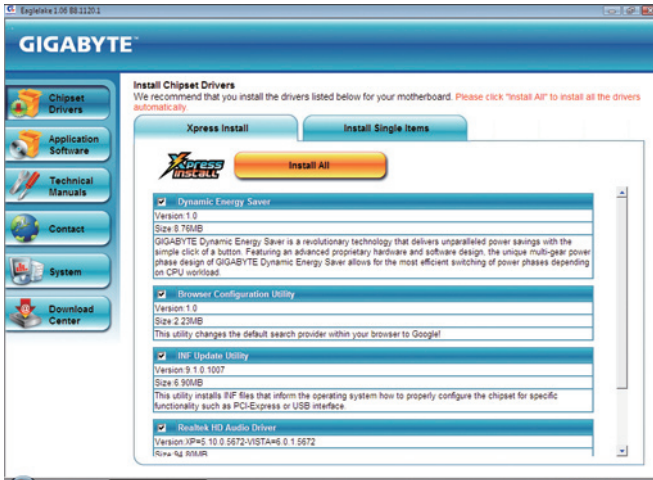 Eaglelake 1.06 B8.1120.1
GIGABYTE™
Chipset
Drivers
Application
Software
Technical
Manuals
Contact
System
Download
Center
Install Chipset Drivers
We recommend that you install the drivers listed below for your motherboard. Please click "Install All" to install all the drivers
automatically.
Xpress Install
Install Single Items
Xpress
INSTALL
Install All
Dynamic Energy Saver
Version:1.0
Size:8.76MB
GIGABYTE Dynamic Energy Saver is a revolutionary technology that delivers unparalleled power savings with the
simple click of a button. Featuring an advanced proprietary hardware and software design, the unique multi-gear power
phase design of GIGABYTE Dynamic Energy Saver allows for the most efficient switching of power phases depending
on CPU workload.
Browser Configuration Utility
Version:1.0
Size:2.23MB
This utility changes the default search provider within your browser to Google!
INF Update Utility
Version:9.1.0.1007
Size:6.90MB
This utility installs INF files that inform the operating system how to properly configure the chipset for specific
functionality such as PCI-Express or USB interface.
Realtek HD Audio Driver
Version:XP=5.10.0.5672-VISTA=6.0.1.5672
Size:94.80MB